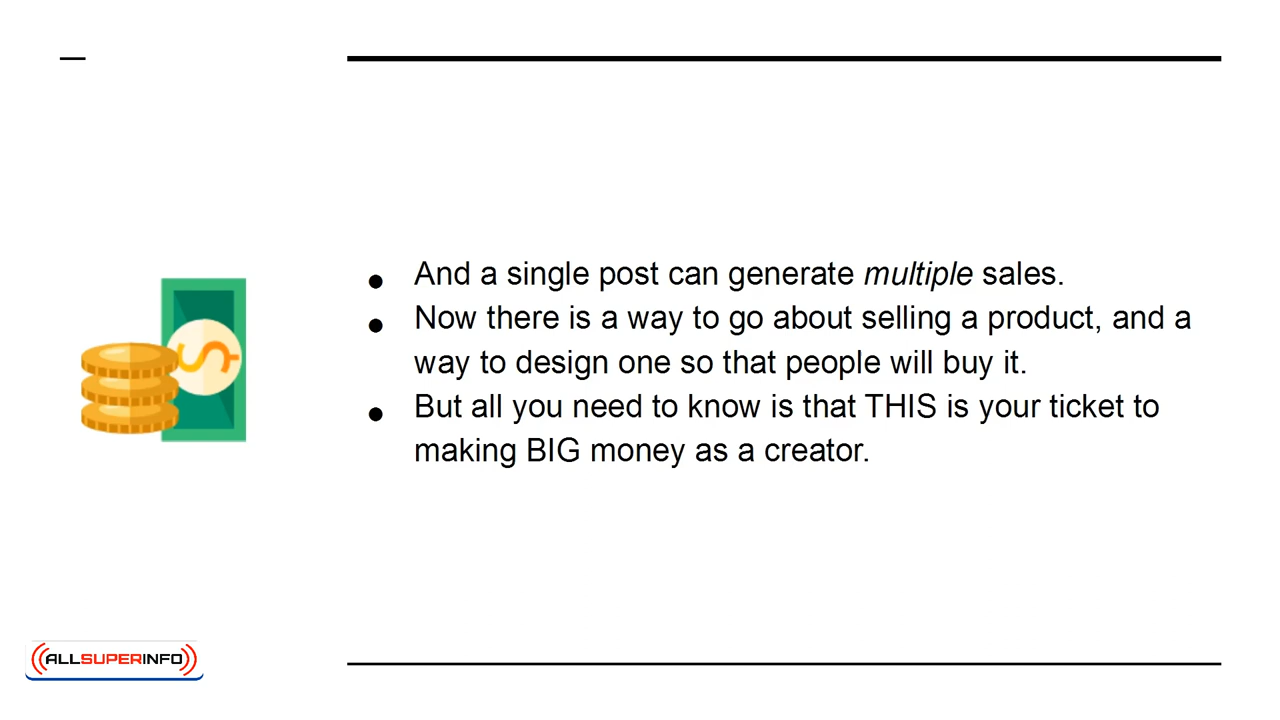 And a single post can generate multiple sales.
Now there is a way to go about selling a product, and a
way to design one so that people will buy it.
But all you need to know is that THIS is your ticket to
making BIG money as a creator.
ALLSUPERINFO